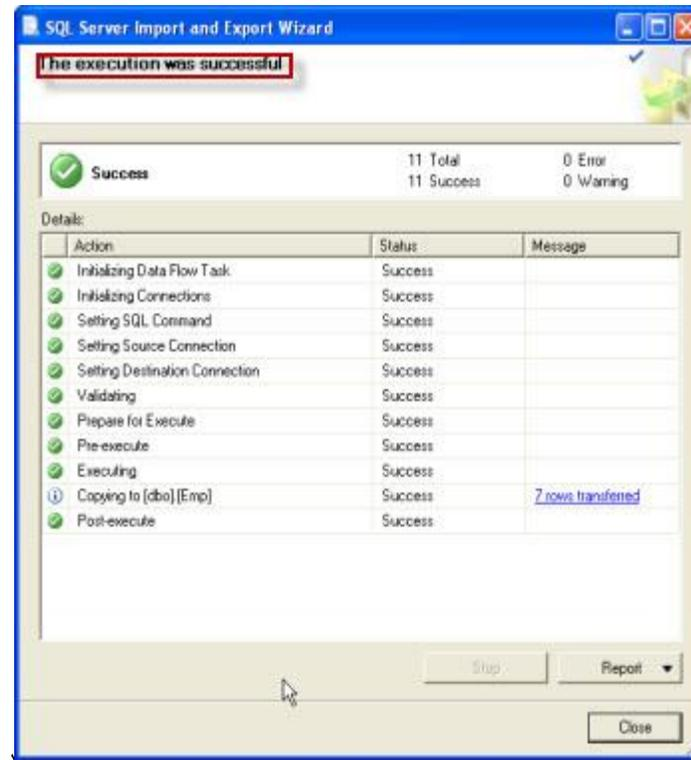 SQL Server Import and Export Wizard
The execution was successful
Success
11 Total
0 Error
11 Success
0 Warning
Details:
Action Status Message
Initializing Data Flow Task Success
Initializing Connections Success
Setting SQL Command Success
Setting Source Connection Success
Setting Destination Connection Success
Validating Success
Prepare for Execute Success
Pre-execute Success
Executing Success
Copying to [dbo].[Emp] Success 7 rows transferred
Post-execute Success
Stop Report
Close